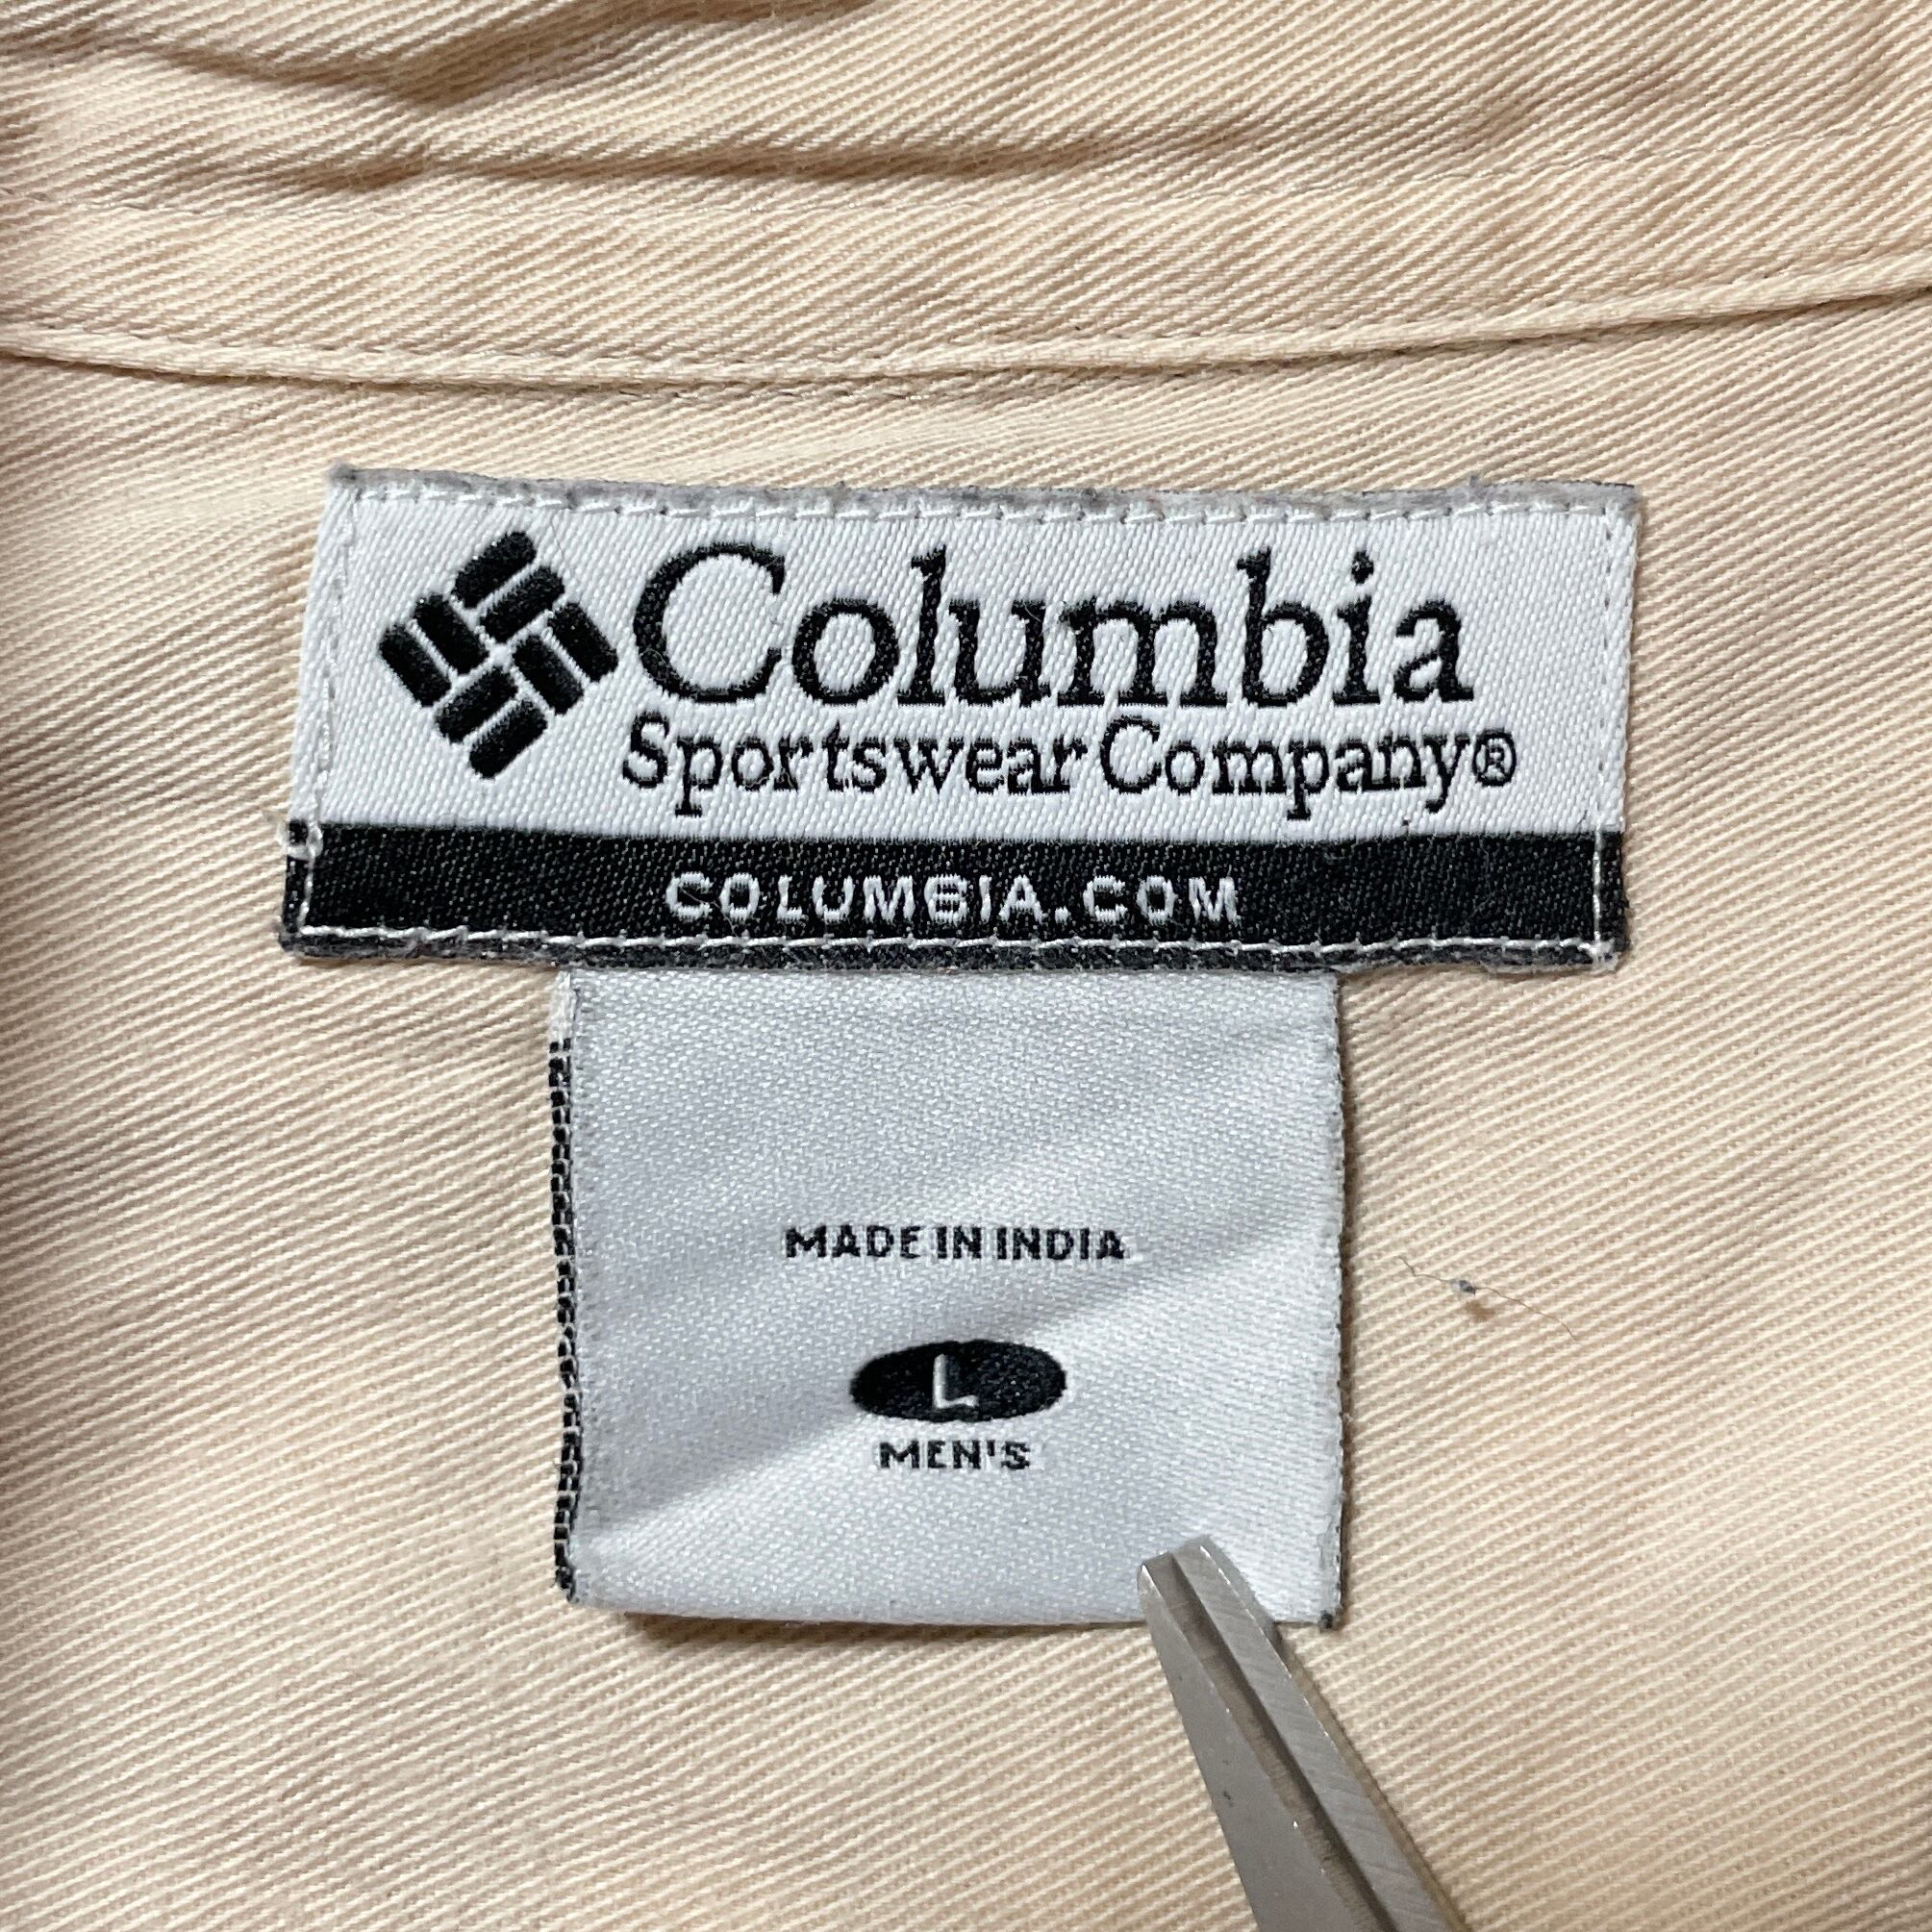 Columbia
Sportswear Company®
COLUMBIA.COM
MADE IN INDIA
L
MEN'S